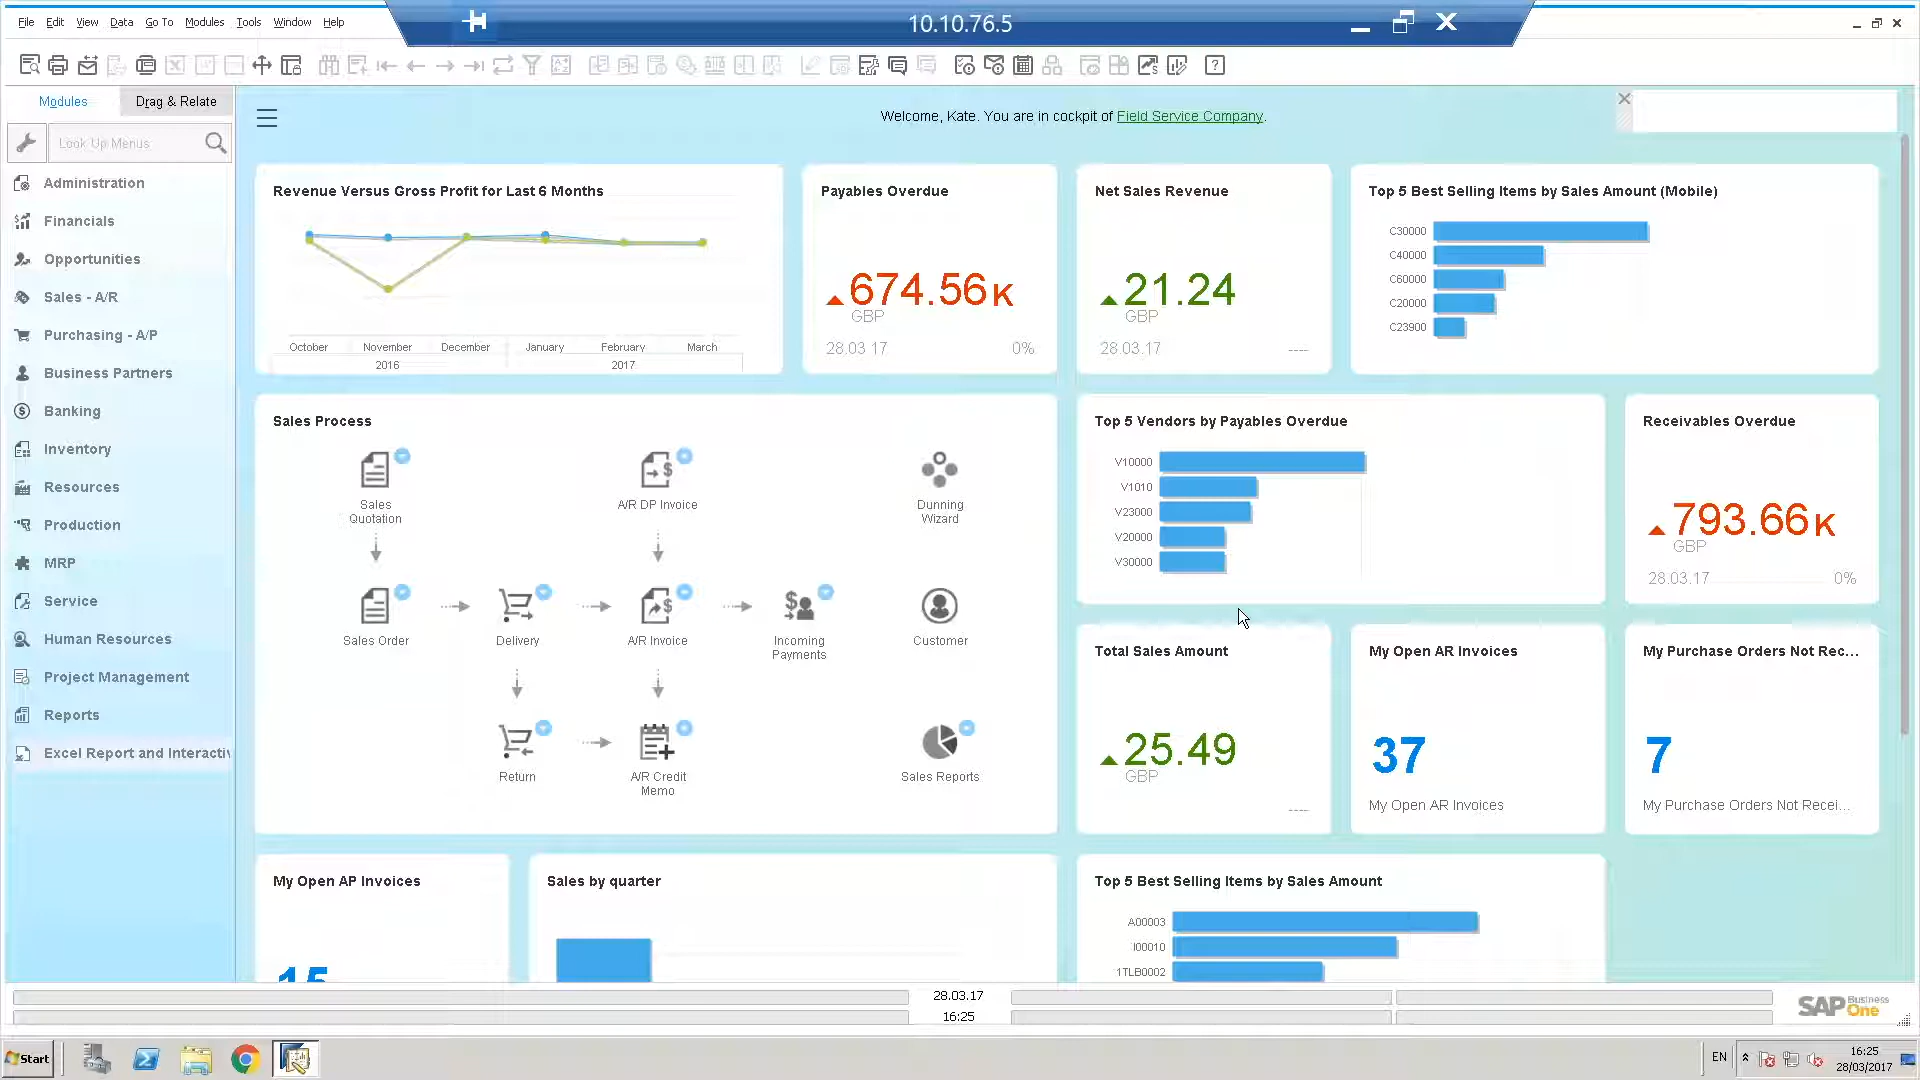 10.10.76.5
File Edit View Data Go To Modules Tools Window Help
Modules
Drag & Relate
Look Up Menus
Administration
Financials
Opportunities
Sales - A/R
Purchasing - A/P
Business Partners
Banking
Inventory
Resources
Production
MRP
Service
Human Resources
Project Management
Reports
Excel Report and Interactiv
Welcome, Kate. You are in cockpit of Field Service Company.
Revenue Versus Gross Profit for Last 6 Months
October November December January February March
2016 2017
Payables Overdue
674.56 K
GBP
28.03 17 0%
Net Sales Revenue
21.24
GBP
28.03.17 ----
Top 5 Best Selling Items by Sales Amount (Mobile)
C30000
C40000
C60000
C20000
C23900
Sales Process
Sales
Quotation
A/R DP Invoice
Dunning
Wizard
Sales Order
Delivery
A/R Invoice
Incoming
Payments
Customer
Return
A/R Credit
Memo
Sales Reports
Top 5 Vendors by Payables Overdue
V10000
V1010
V23000
V20000
V30000
Receivables Overdue
793.66 K
GBP
28.03.17 0%
Total Sales Amount
25.49
GBP
----
My Open AR Invoices
37
My Open AR Invoices
My Purchase Orders Not Rec...
7
My Purchase Orders Not Recei...
My Open AP Invoices
15
Sales by quarter
Top 5 Best Selling Items by Sales Amount
A00003
I00010
1TLB0002
28.03.17
16:25
SAP Business One
Start
EN
16:25
28/03/2017